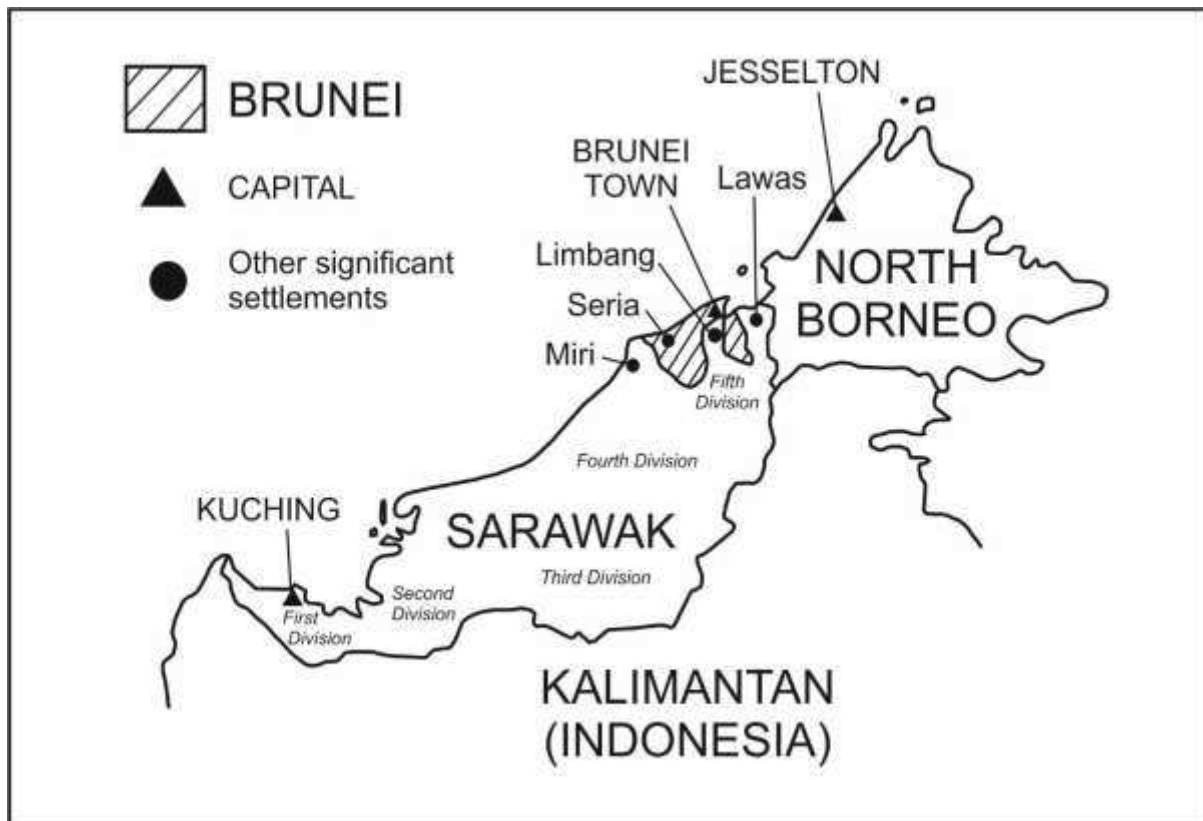 BRUNEI
CAPITAL
Other significant
settlements
JESSELTON
BRUNEI
TOWN
Lawas
Limbang
Seria
Miri
NORTH
BORNEO
Fifth
Division
Fourth Division
KUCHING
SARAWAK
Third Division
Second
Division
First
Division
KALIMANTAN
(INDONESIA)